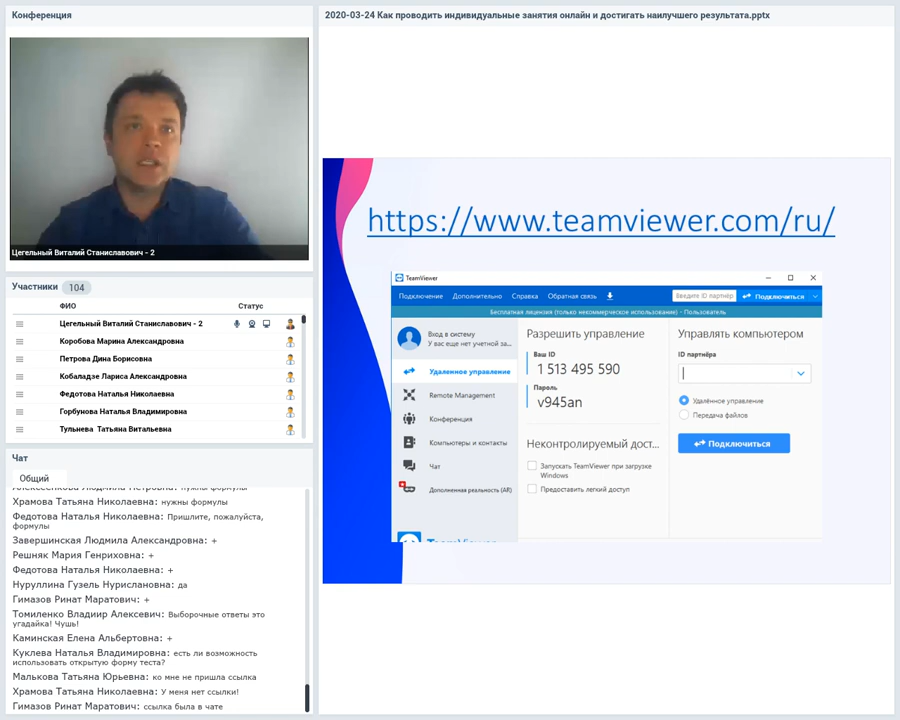 Конференция
Цегельный Виталий Станиславович - 2
Участники 104
ФИО Статус
Цегельный Виталий Станиславович - 2
Коробова Марина Александровна
Петрова Дина Борисовна
Кобаладзе Лариса Александровна
Федотова Наталья Николаевна
Горбунова Наталья Владимировна
Тульнева Татьяна Витальевна
Чат
Общий
Храмова Татьяна Николаевна: нужны формулы
Федотова Наталья Николаевна: Пришлите, пожалуйста,
формулы
Завершинская Людмила Александровна: +
Решняк Мария Генриховна: +
Федотова Наталья Николаевна: +
Нуруллина Гузель Нурислановна: да
Гимазов Ринат Маратович: +
Томиленко Владиир Алексевич: Выборочные ответы это
угадайка! Чушь!
Каминская Елена Альбертовна: +
Куклева Наталья Владимировна: есть ли возможность
использовать открытую форму теста?
Малькова Татьяна Юрьевна: ко мне не пришла ссылка
Храмова Татьяна Николаевна: У меня нет ссылки!
Гимазов Ринат Маратович: ссылка была в чате
2020-03-24 Как проводить индивидуальные занятия онлайн и достигать наилучшего результата.pptx
https://www.teamviewer.com/ru/
TeamViewer
Подключение Дополнительно Справка Обратная связь Введите ID партнёр Подключиться
Бесплатная лицензия (только некоммерческое использование) - Пользователь
Вход в систему
У вас еще нет учетной за...
Удаленное управление
Remote Management
Конференция
Компьютеры и контакты
Чат
Дополненная реальность (AR)
TeamViewer
Разрешить управление
Ваш ID
1 513 495 590
Пароль
v945an
Неконтролируемый дост...
Запускать TeamViewer при загрузке
Windows
Предоставить легкий доступ
Управлять компьютером
ID партнёра
Удалённое управление
Передача файлов
Подключиться